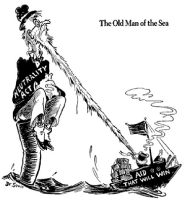 The Old Man of the Sea
NEUTRALITY
ACT
AID
THAT WILL WIN
Dr. Seuss